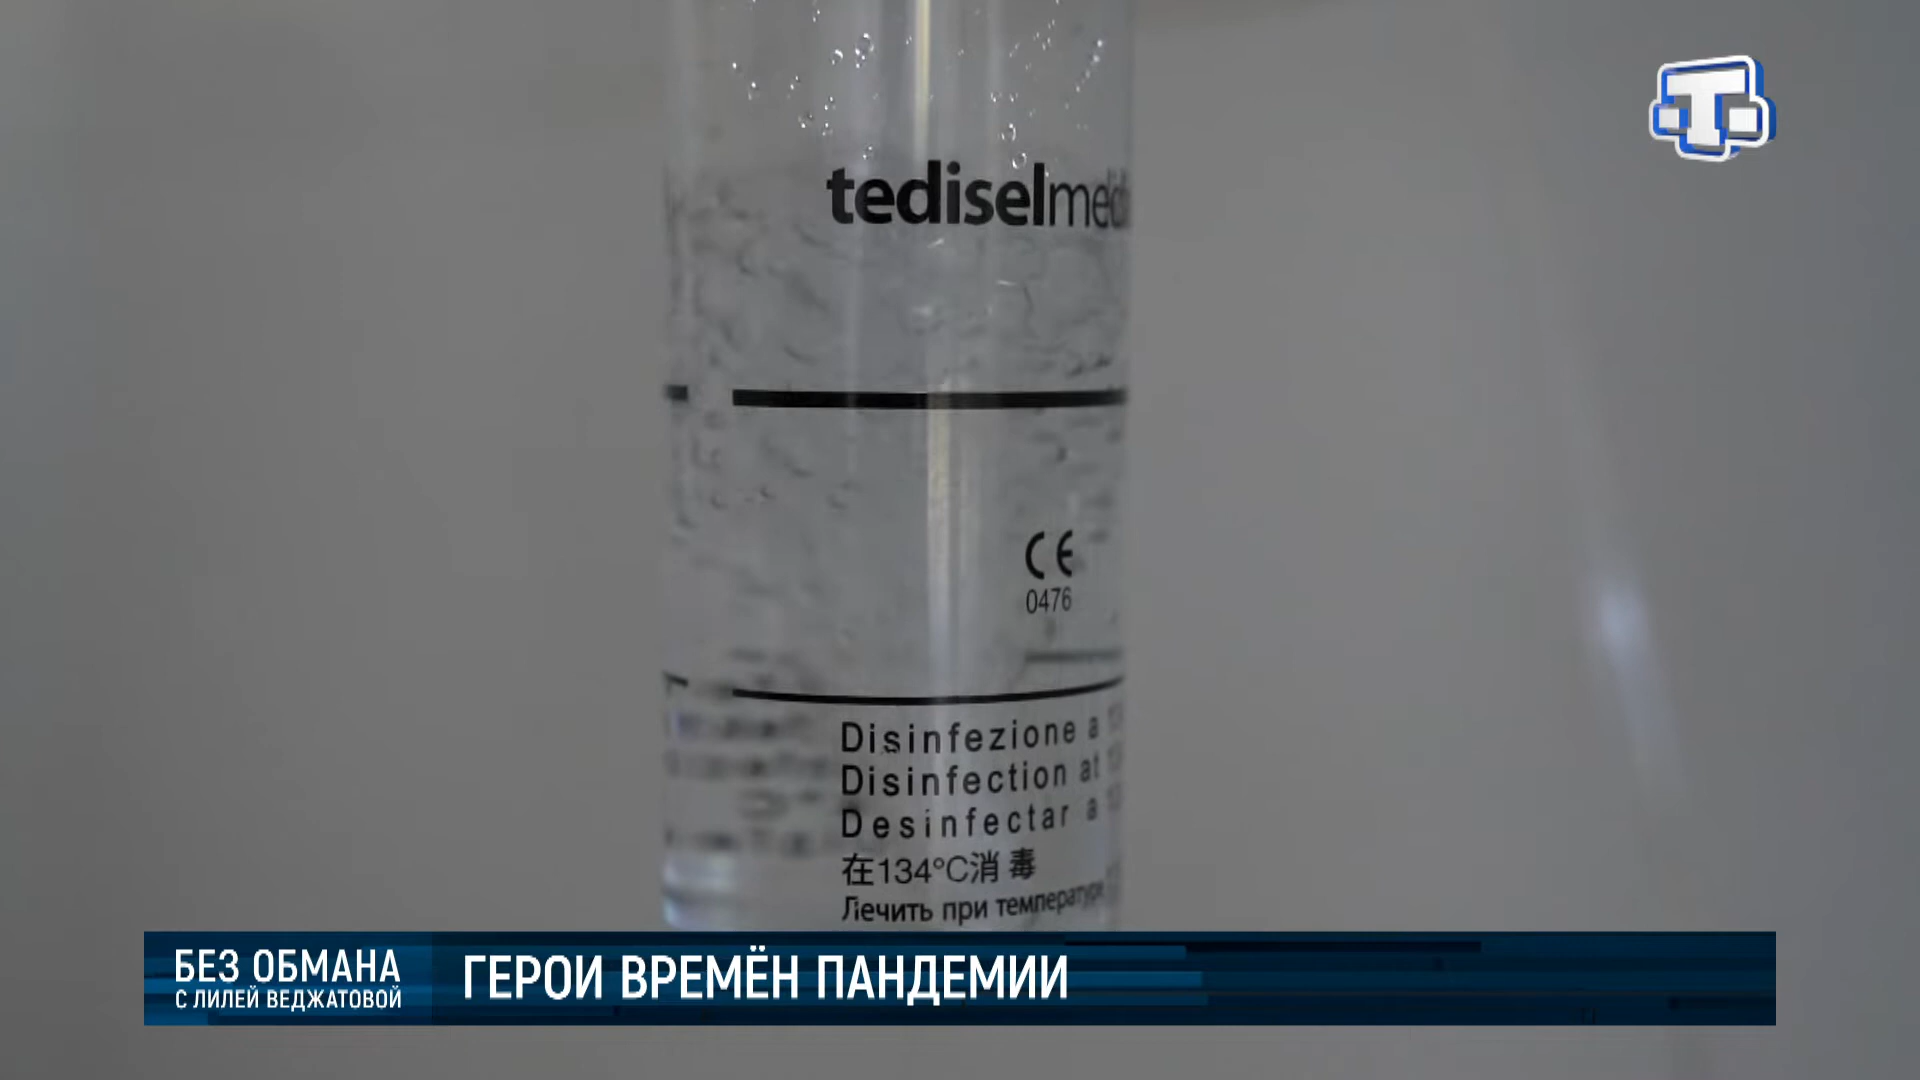 tediselmed
CE
0476
Disinfezione a
Disinfection at
Desinfectar a
在134°C消 毒
Лечить при температуре
БЕЗ ОБМАНА
С ЛИЛЕЙ ВЕДЖАТОВОЙ
ГЕРОИ ВРЕМЁН ПАНДЕМИИ